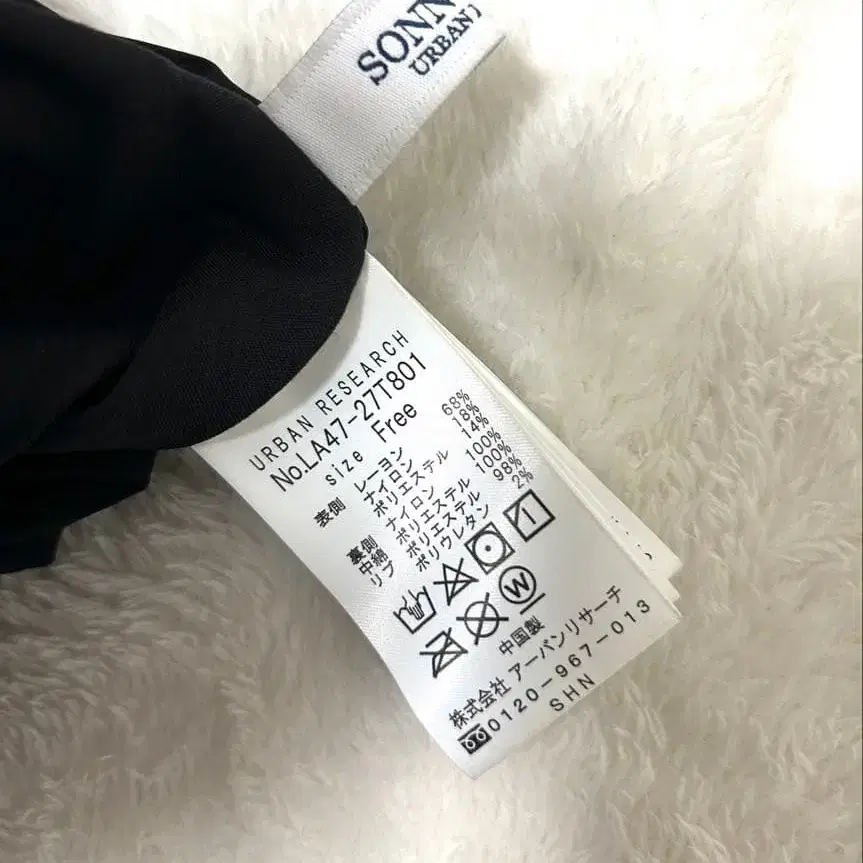 SONN
URBAN
URBAN RESEARCH
No.LA47-27T801
size Free
表側 レーヨン 68%
ナイロン 18%
ポリエステル 14%
裏側 ナイロン 100%
中綿 ポリエステル 100%
リブ ポリエステル 98%
ポリウレタン 2%
W
中国製
株式会社 アーバンリサーチ
0120-967-013
SHN